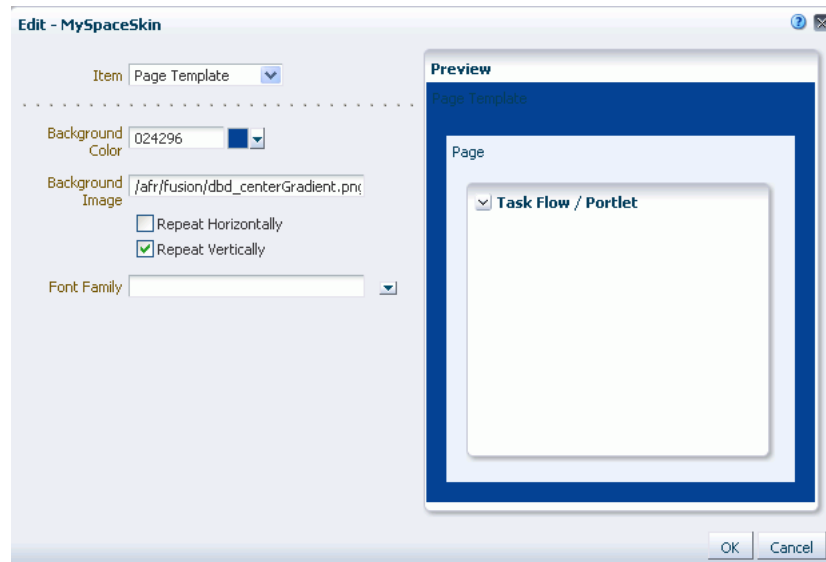 Edit - MySpaceSkin
Item Page Template
Background Color 024296
Background Image /afr/fusion/dbd_centerGradient.png
Repeat Horizontally
Repeat Vertically
Font Family
Preview
Page Template
Page
Task Flow / Portlet
OK Cancel